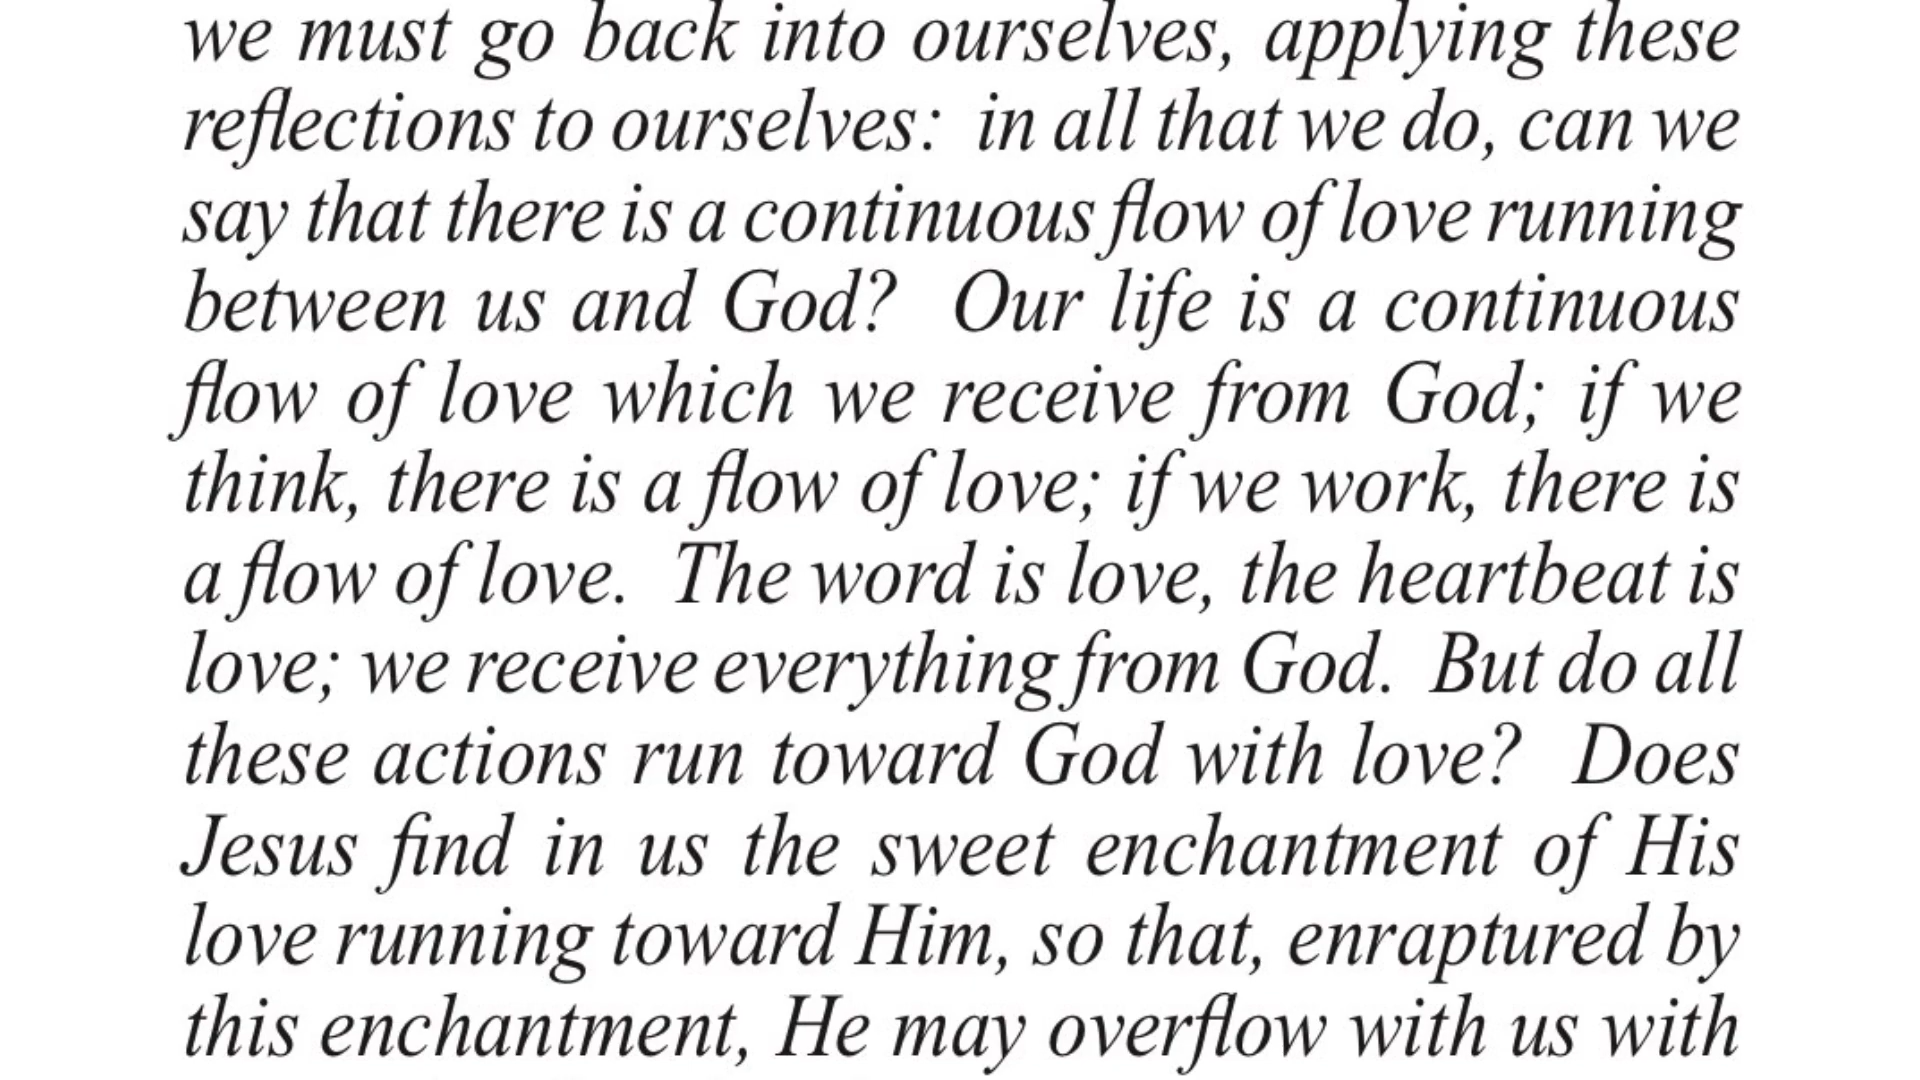 we must go back into ourselves, applying these
reflections to ourselves: in all that we do, can we
say that there is a continuous flow of love running
between us and God? Our life is a continuous
flow of love which we receive from God; if we
think, there is a flow of love; if we work, there is
a flow of love. The word is love, the heartbeat is
love; we receive everything from God. But do all
these actions run toward God with love? Does
Jesus find in us the sweet enchantment of His
love running toward Him, so that, enraptured by
this enchantment, He may overflow with us with